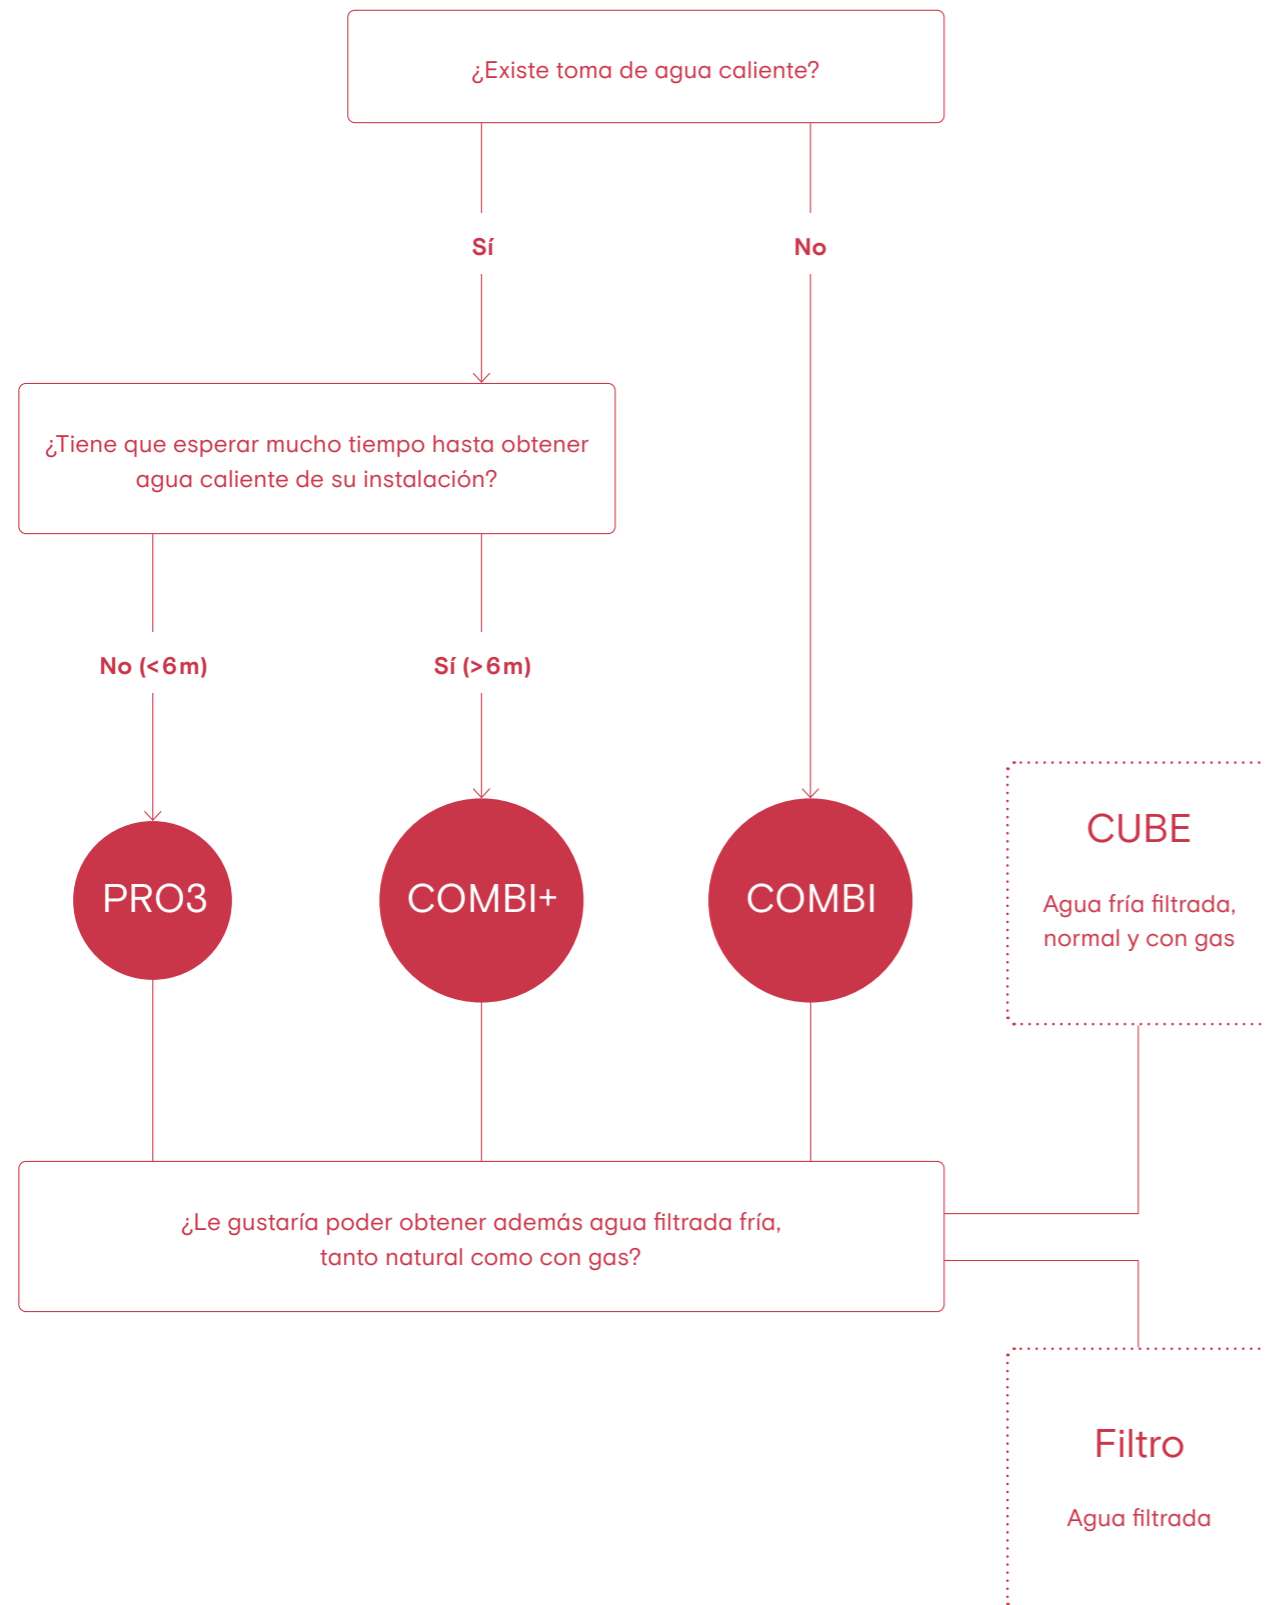 ¿Existe toma de agua caliente?
Sí
No
¿Tiene que esperar mucho tiempo hasta obtener
agua caliente de su instalación?
No (<6m)
Sí (>6m)
PRO3
COMBI+
COMBI
CUBE
Agua fría filtrada,
normal y con gas
¿Le gustaría poder obtener además agua filtrada fría,
tanto natural como con gas?
Filtro
Agua filtrada